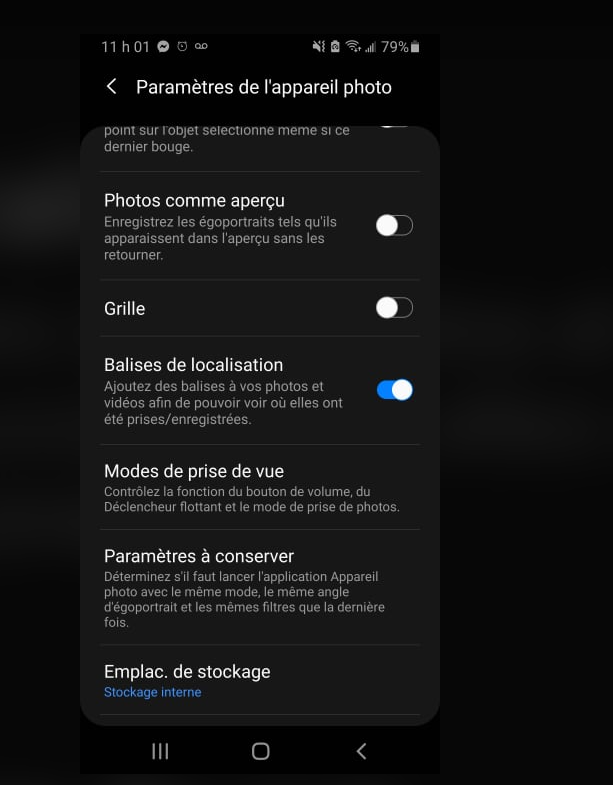 11 h 01 79%
Paramètres de l'appareil photo
point sur l'objet sélectionné même si ce
dernier bouge.
Photos comme aperçu
Enregistrez les égoportraits tels qu'ils
apparaissent dans l'aperçu sans les
retourner.
Grille
Balises de localisation
Ajoutez des balises à vos photos et
vidéos afin de pouvoir voir où elles ont
été prises/enregistrées.
Modes de prise de vue
Contrôlez la fonction du bouton de volume, du
Déclencheur flottant et le mode de prise de photos.
Paramètres à conserver
Déterminez s'il faut lancer l'application Appareil
photo avec le même mode, le même angle
d'égoportrait et les mêmes filtres que la dernière
fois.
Emplac. de stockage
Stockage interne